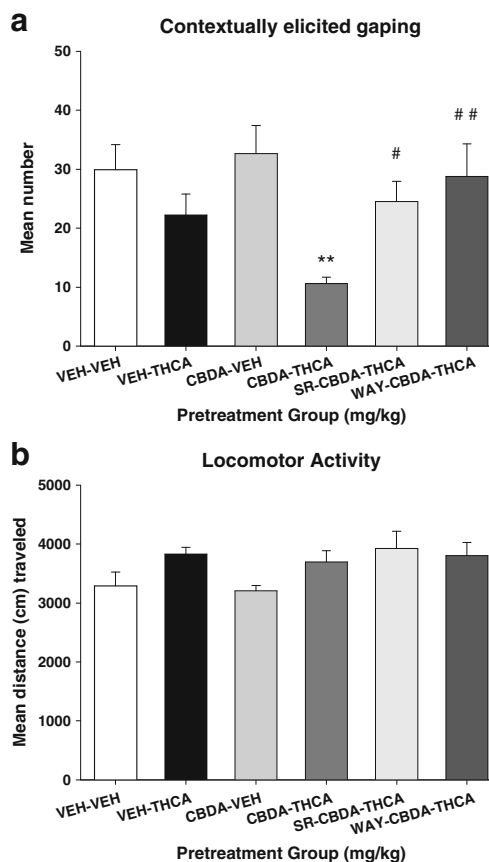 a
Contextually elicited gaping
50
40
30
20
10
0
Mean number
**
#
# #
VEH-VEH
VEH-THCA
CBDA-VEH
CBDA-THCA
SR-CBDA-THCA
WAY-CBDA-THCA
Pretreatment Group (mg/kg)
b
Locomotor Activity
5000
4000
3000
2000
1000
0
Mean distance (cm) traveled
VEH-VEH
VEH-THCA
CBDA-VEH
CBDA-THCA
SR-CBDA-THCA
WAY-CBDA-THCA
Pretreatment Group (mg/kg)